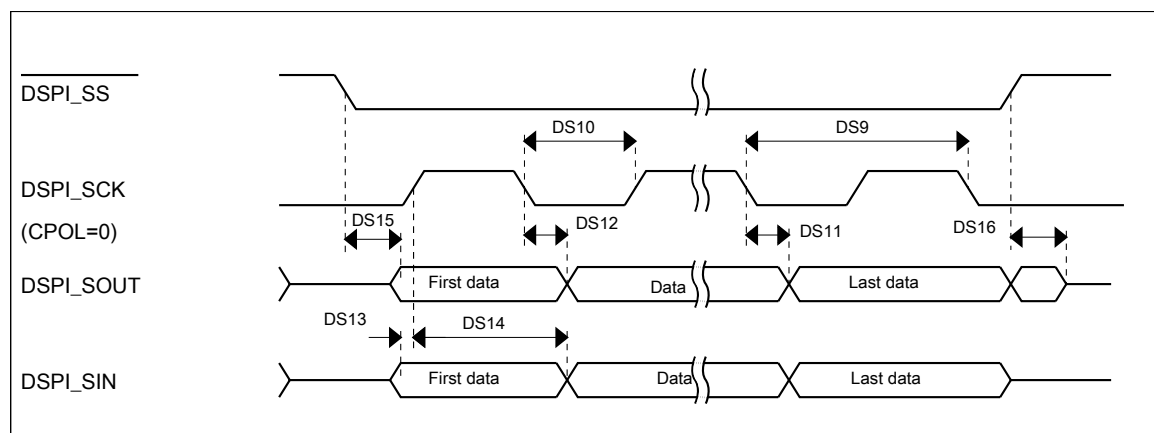 DSPI_SS
DS10
DS9
DSPI_SCK
(CPOL=0)
DS15
DS12
DS11
DS16
DSPI_SOUT
First data
Data
Last data
DS13
DS14
DSPI_SIN
First data
Data
Last data